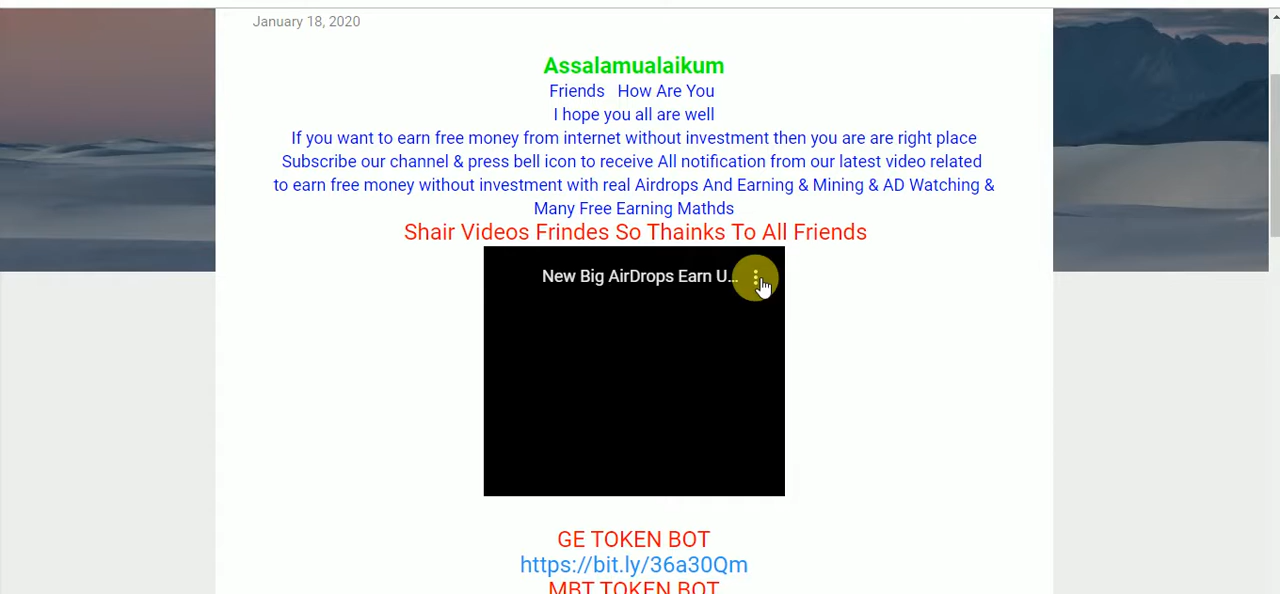 January 18, 2020
Assalamualaikum
Friends How Are You
I hope you all are well
If you want to earn free money from internet without investment then you are are right place
Subscribe our channel & press bell icon to receive All notification from our latest video related
to earn free money without investment with real Airdrops And Earning & Mining & AD Watching &
Many Free Earning Mathds
Shair Videos Frindes So Thainks To All Friends
New Big AirDrops Earn U...
GE TOKEN BOT
https://bit.ly/36a30Qm
MBT TOKEN BOT